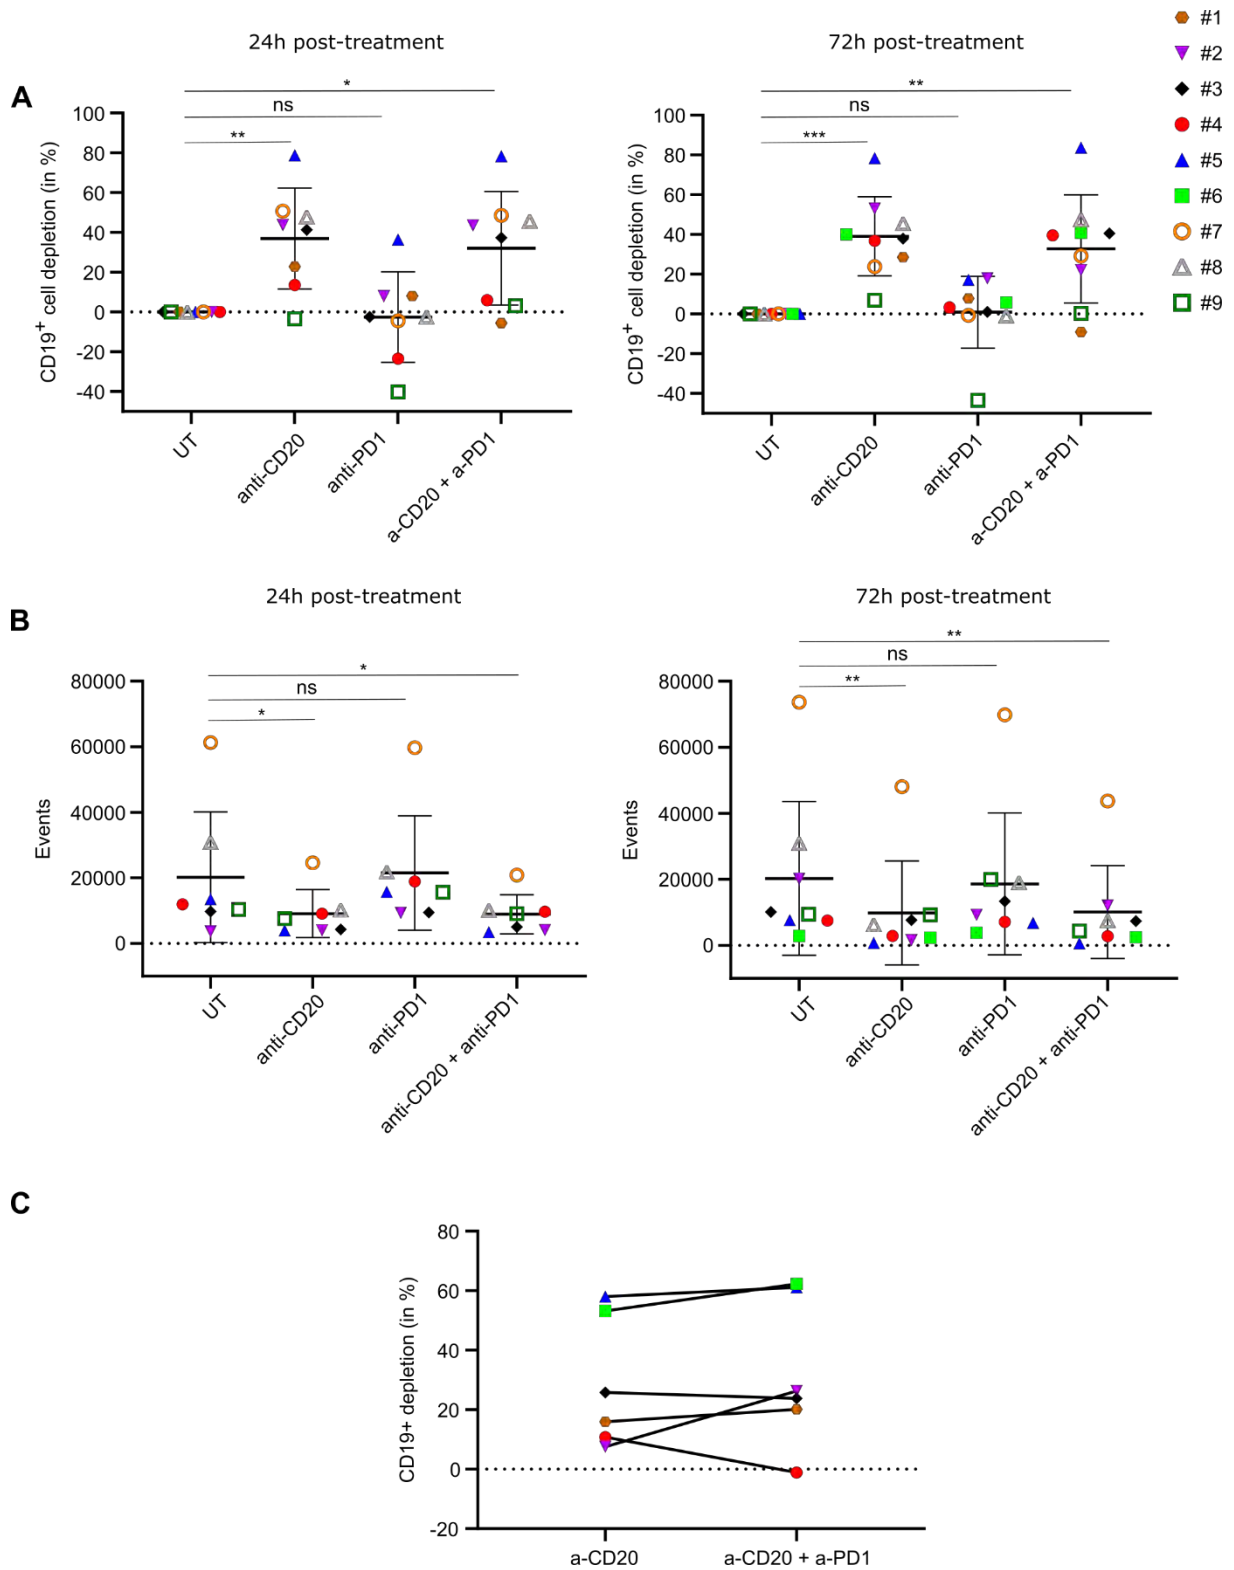 24h post-treatment
72h post-treatment
#1
#2
#3
#4
#5
#6
#7
#8
#9
A
CD19+ cell depletion (in %)
100
80
60
40
20
0
-20
-40
*
ns
**
UT
anti-CD20
anti-PD1
a-CD20 + a-PD1
CD19+ cell depletion (in %)
100
80
60
40
20
0
-20
-40
**
ns
***
UT
anti-CD20
anti-PD1
a-CD20 + a-PD1
B
24h post-treatment
72h post-treatment
Events
80000
60000
40000
20000
0
*
ns
*
UT
anti-CD20
anti-PD1
anti-CD20 + anti-PD1
Events
80000
60000
40000
20000
0
**
ns
**
UT
anti-CD20
anti-PD1
anti-CD20 + anti-PD1
C
CD19+ depletion (in %)
80
60
40
20
0
-20
a-CD20
a-CD20 + a-PD1